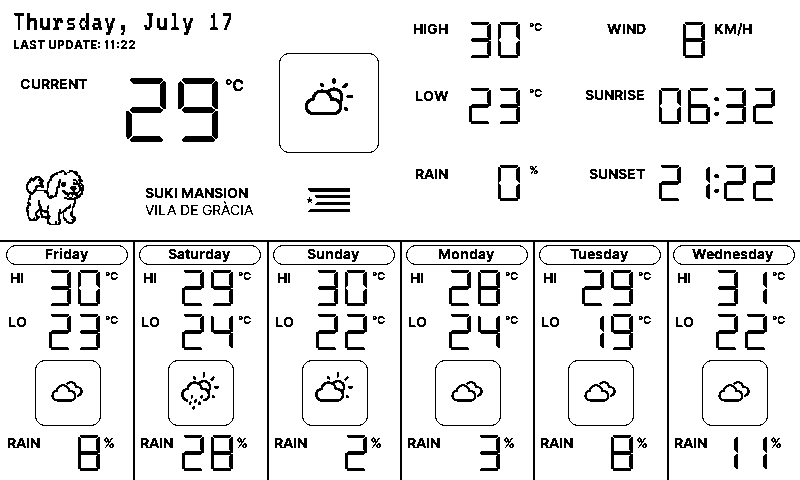 Thursday, July 17
LAST UPDATE: 11:22
CURRENT 29 °C
SUKI MANSION
VILA DE GRÀCIA
HIGH 30 °C
LOW 23 °C
RAIN 0 %
WIND 8 KM/H
SUNRISE 06:32
SUNSET 21:22
Friday
HI 30 °C
LO 23 °C
RAIN 8 %
Saturday
HI 29 °C
LO 24 °C
RAIN 28 %
Sunday
HI 30 °C
LO 22 °C
RAIN 2 %
Monday
HI 28 °C
LO 24 °C
RAIN 3 %
Tuesday
HI 29 °C
LO 19 °C
RAIN 8 %
Wednesday
HI 31 °C
LO 22 °C
RAIN 11 %